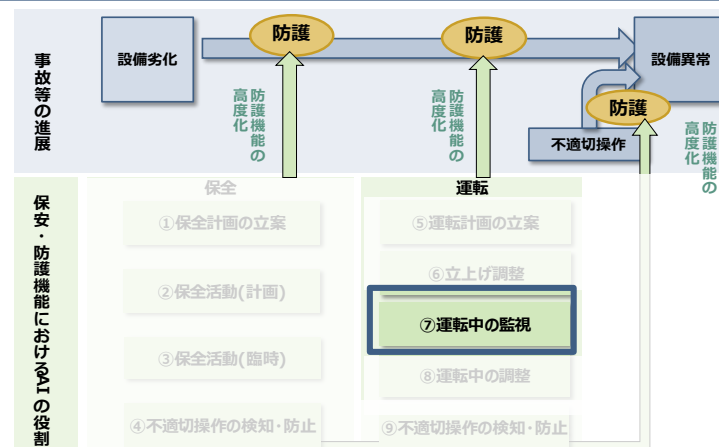 事故等の進展
設備劣化
防護
防護
設備異常
防護機能の
高度化
防護機能の
高度化
防護
不適切操作
防護機能の
高度化
保安・防護機能におけるAIの役割
保全
①保全計画の立案
②保全活動(計画)
③保全活動(臨時)
④不適切操作の検知・防止
運転
⑤運転計画の立案
⑥立上げ調整
⑦運転中の監視
⑧運転中の調整
⑨不適切操作の検知・防止